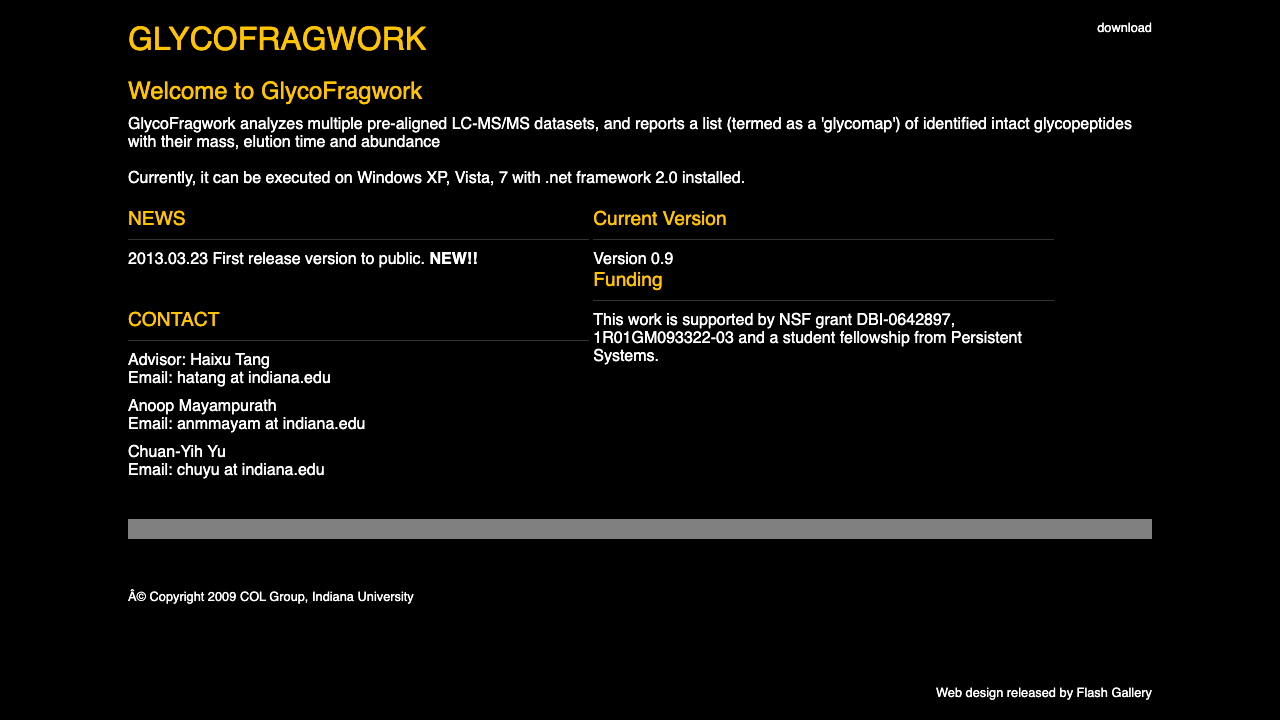 GLYCOFRAGWORK
download
Welcome to GlycoFragwork
GlycoFragwork analyzes multiple pre-aligned LC-MS/MS datasets, and reports a list (termed as a 'glycomap') of identified intact glycopeptides
with their mass, elution time and abundance
Currently, it can be executed on Windows XP, Vista, 7 with .net framework 2.0 installed.
NEWS
2013.03.23 First release version to public. NEW!!
CONTACT
Advisor: Haixu Tang
Email: hatang at indiana.edu
Anoop Mayampurath
Email: anmmayam at indiana.edu
Chuan-Yih Yu
Email: chuyu at indiana.edu
Current Version
Version 0.9
Funding
This work is supported by NSF grant DBI-0642897,
1R01GM093322-03 and a student fellowship from Persistent
Systems.
Â© Copyright 2009 COL Group, Indiana University
Web design released by Flash Gallery